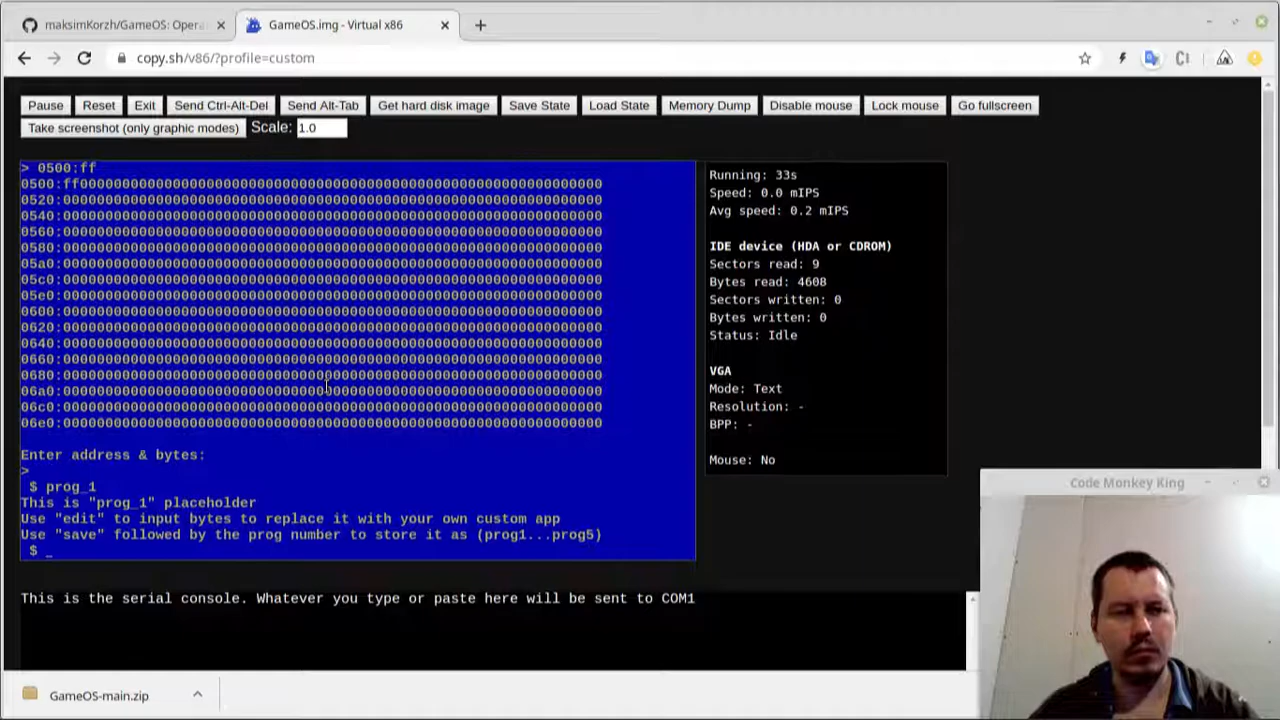 maksimKorzh/GameOS: Opera
GameOS.img - Virtual x86
copy.sh/v86/?profile=custom
Pause Reset Exit Send Ctrl-Alt-Del Send Alt-Tab Get hard disk image Save State Load State Memory Dump Disable mouse Lock mouse Go fullscreen
Take screenshot (only graphic modes) Scale: 1.0
> 0500:ff
0500:ff00000000000000000000000000000000000000000000000000000000000000
0520:0000000000000000000000000000000000000000000000000000000000000000
0540:0000000000000000000000000000000000000000000000000000000000000000
0560:0000000000000000000000000000000000000000000000000000000000000000
0580:0000000000000000000000000000000000000000000000000000000000000000
05a0:0000000000000000000000000000000000000000000000000000000000000000
05c0:0000000000000000000000000000000000000000000000000000000000000000
05e0:0000000000000000000000000000000000000000000000000000000000000000
0600:0000000000000000000000000000000000000000000000000000000000000000
0620:0000000000000000000000000000000000000000000000000000000000000000
0640:0000000000000000000000000000000000000000000000000000000000000000
0660:0000000000000000000000000000000000000000000000000000000000000000
0680:0000000000000000000000000000000000000000000000000000000000000000
06a0:0000000000000000000000000000000000000000000000000000000000000000
06c0:0000000000000000000000000000000000000000000000000000000000000000
06e0:0000000000000000000000000000000000000000000000000000000000000000
Enter address & bytes:
>
$ prog_1
This is "prog_1" placeholder
Use "edit" to input bytes to replace it with your own custom app
Use "save" followed by the prog number to store it as (prog1...prog5)
$ _
Running: 33s
Speed: 0.0 mIPS
Avg speed: 0.2 mIPS
IDE device (HDA or CDROM)
Sectors read: 9
Bytes read: 4608
Sectors written: 0
Bytes written: 0
Status: Idle
VGA
Mode: Text
Resolution: -
BPP: -
Mouse: No
Code Monkey King
This is the serial console. Whatever you type or paste here will be sent to COM1
GameOS-main.zip